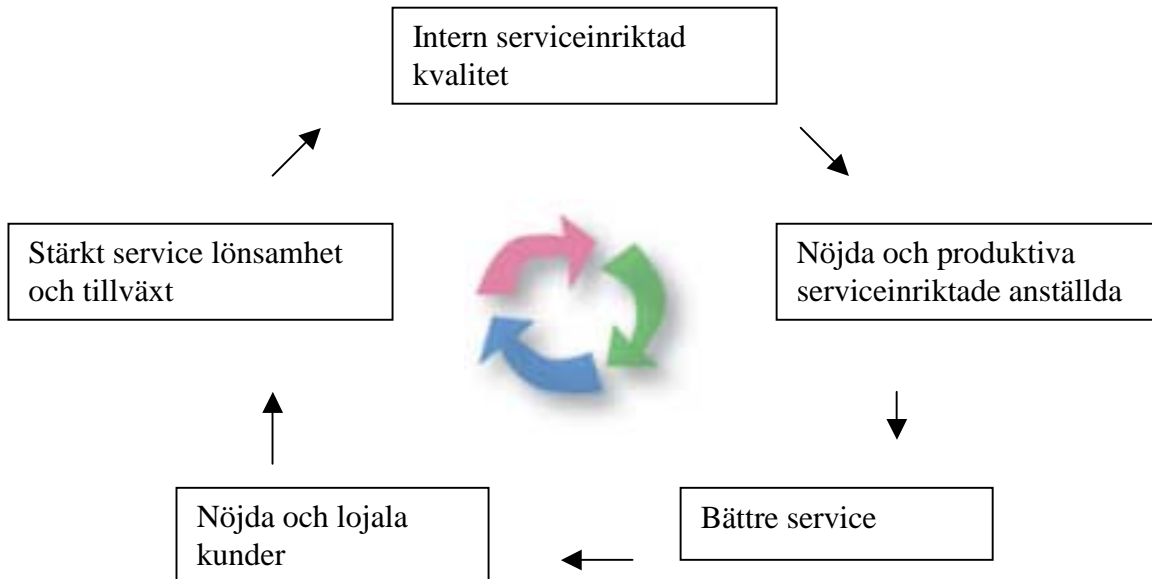 Intern serviceinriktad
kvalitet
Stärkt service lönsamhet
och tillväxt
Nöjda och produktiva
serviceinriktade anställda
Nöjda och lojala
kunder
Bättre service